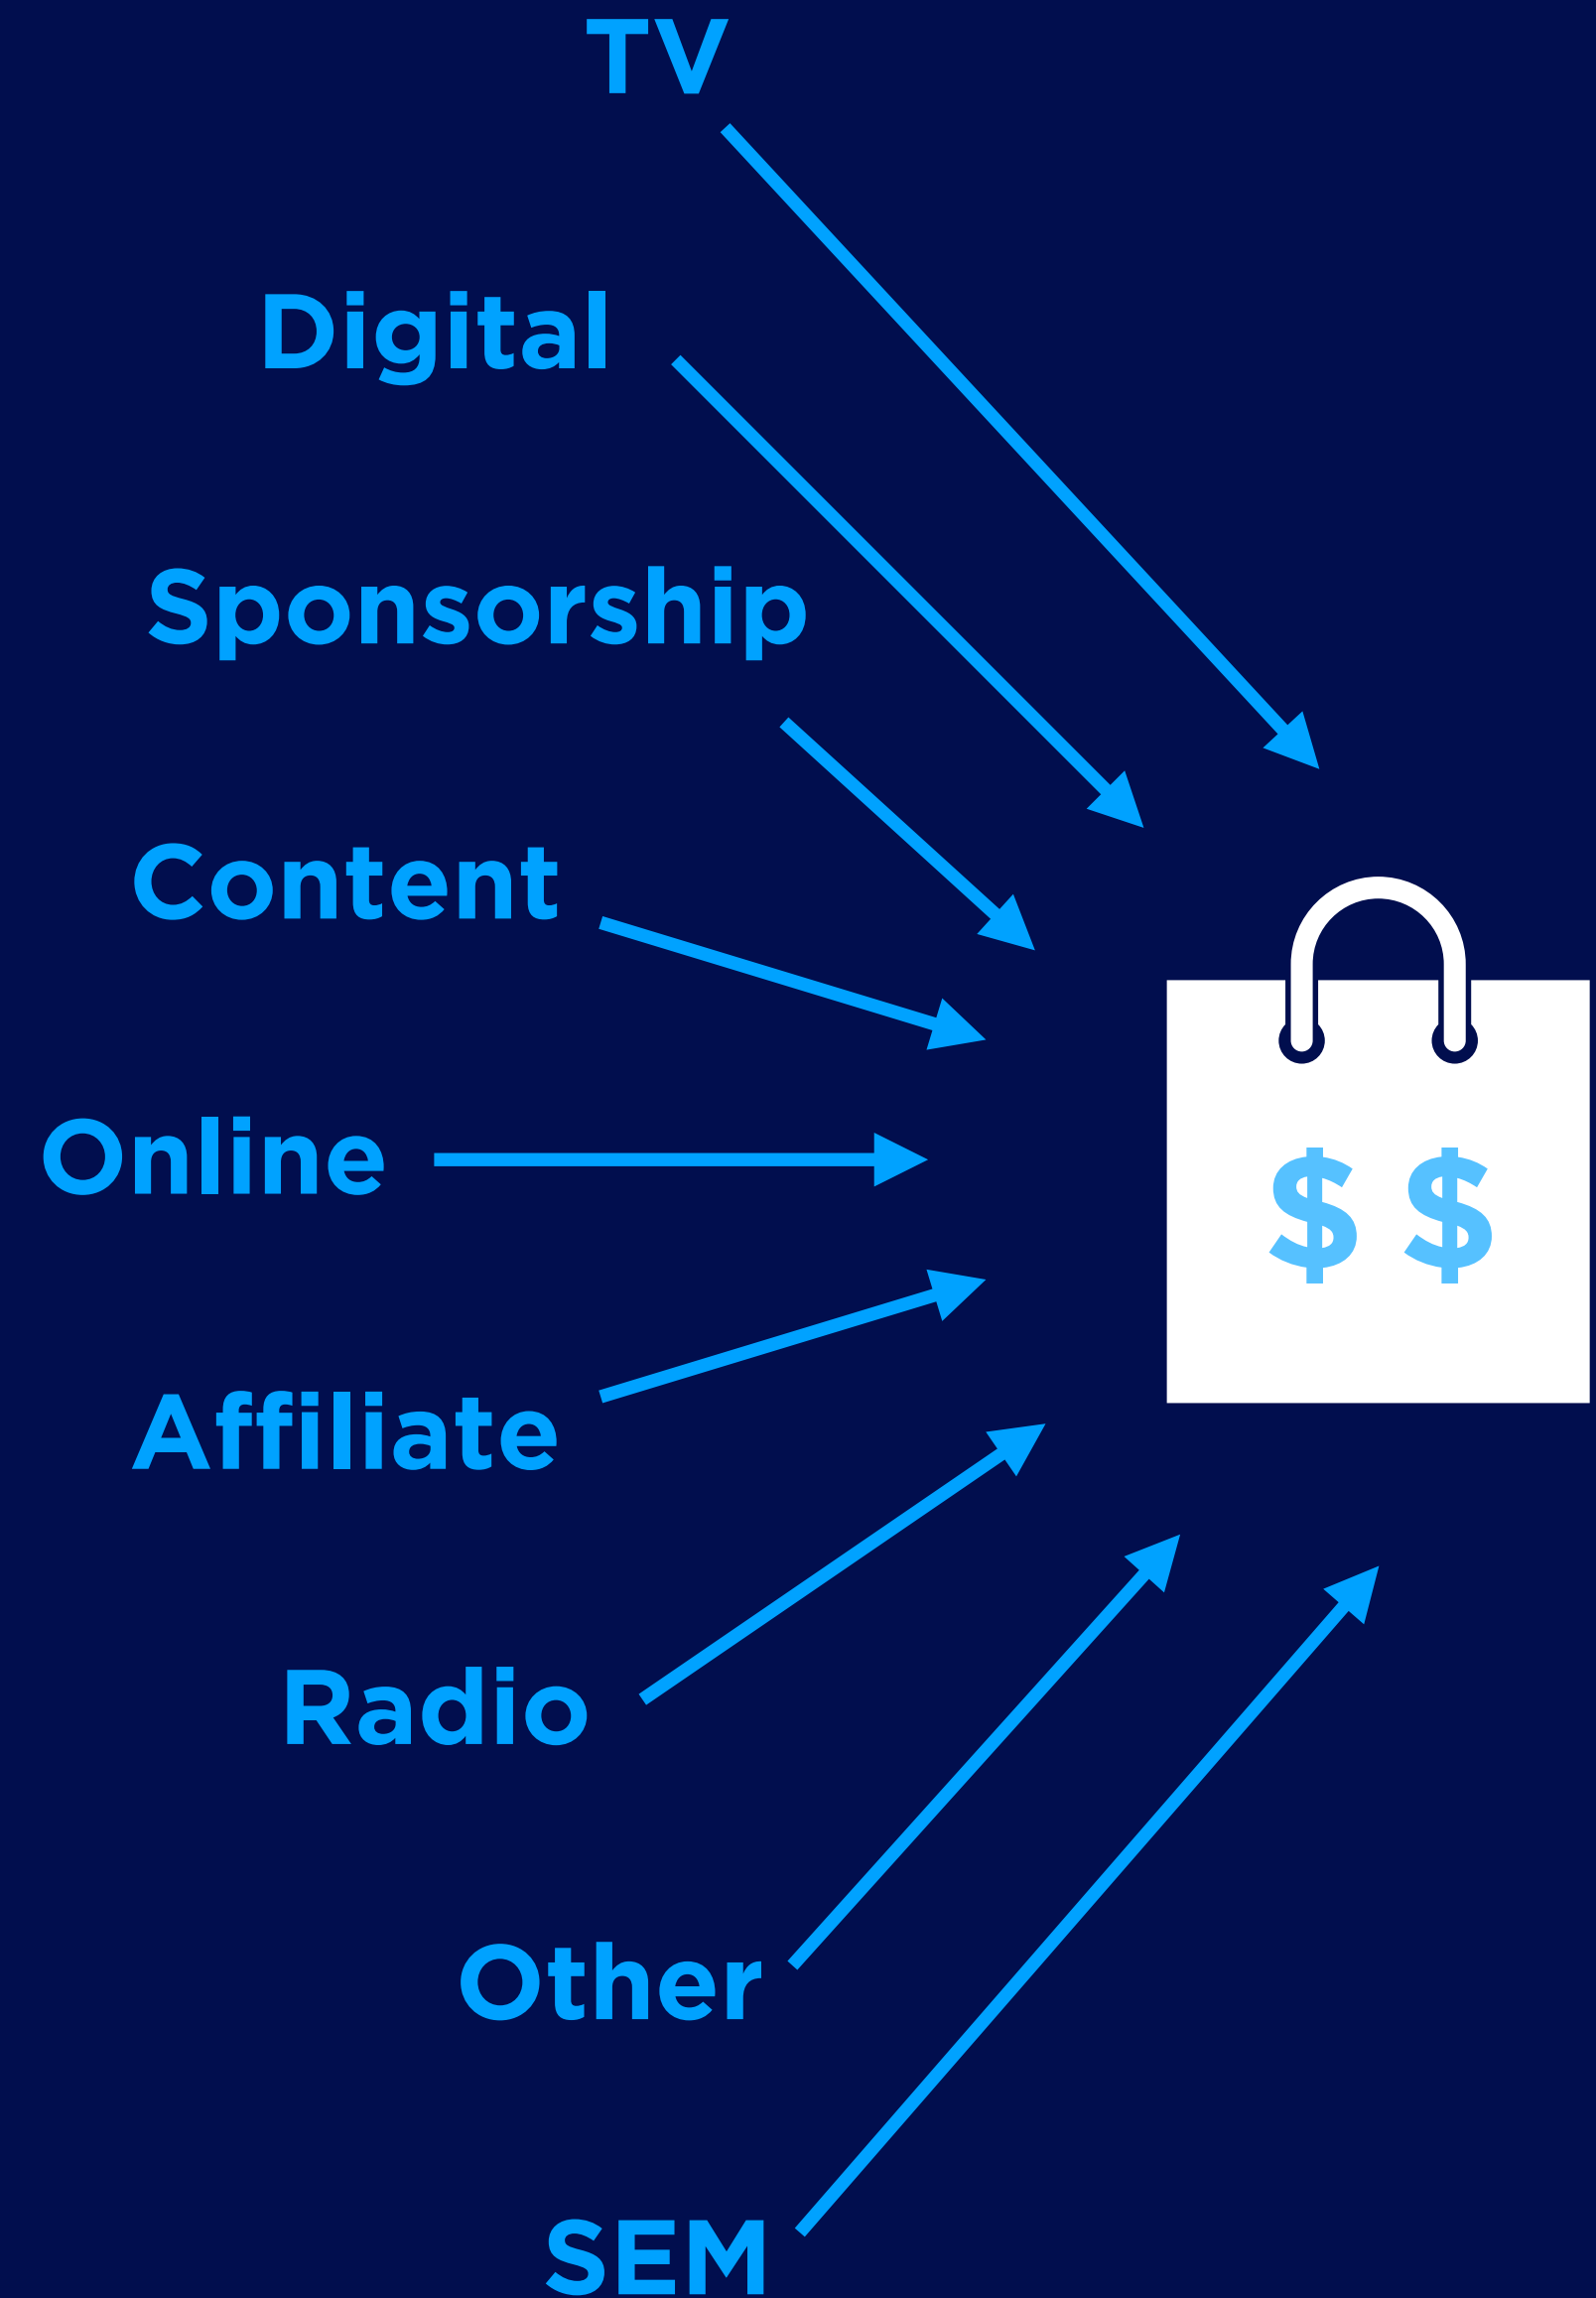 TV
Digital
Sponsorship
Content
Online
$ $
Affiliate
Radio
Other
SEM